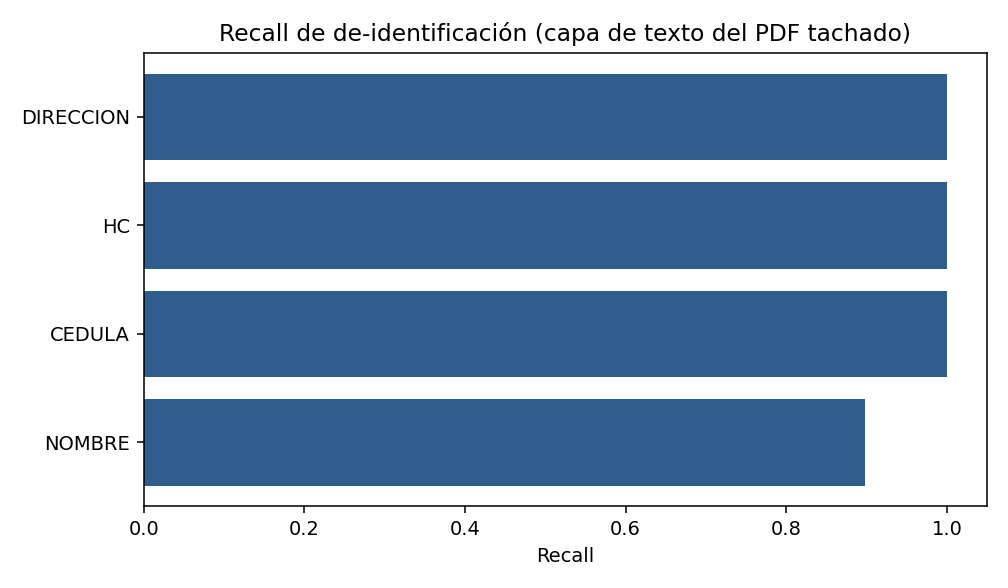 Recall de de-identificación (capa de texto del PDF tachado)
DIRECCION
HC
CEDULA
NOMBRE
0.0 0.2 0.4 0.6 0.8 1.0
Recall